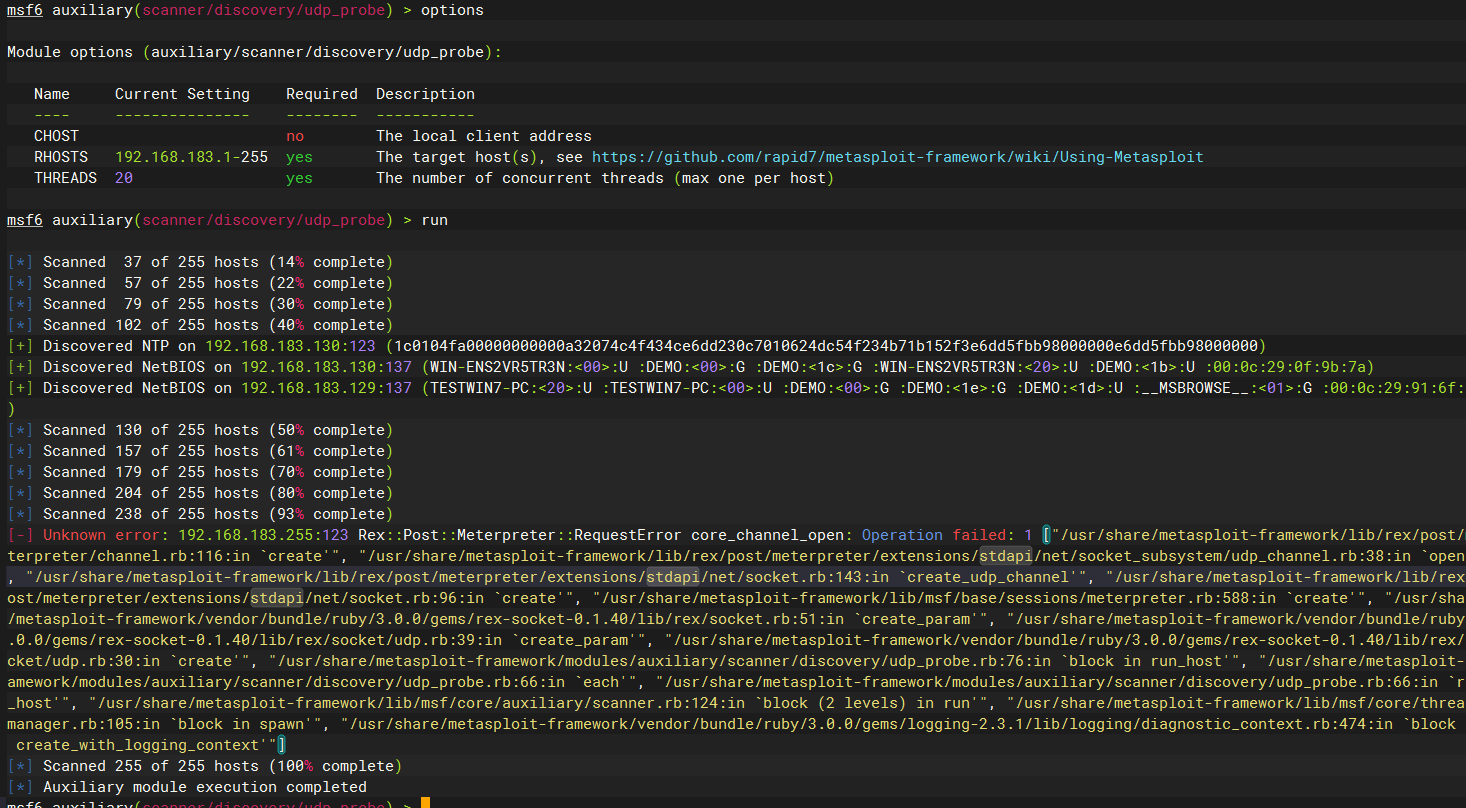 msf6 auxiliary(scanner/discovery/udp_probe) > options
Module options (auxiliary/scanner/discovery/udp_probe):
Name Current Setting Required Description
---- --------------- -------- -----------
CHOST no The local client address
RHOSTS 192.168.183.1-255 yes The target host(s), see https://github.com/rapid7/metasploit-framework/wiki/Using-Metasploit
THREADS 20 yes The number of concurrent threads (max one per host)
msf6 auxiliary(scanner/discovery/udp_probe) > run
[*] Scanned 37 of 255 hosts (14% complete)
[*] Scanned 57 of 255 hosts (22% complete)
[*] Scanned 79 of 255 hosts (30% complete)
[*] Scanned 102 of 255 hosts (40% complete)
[+] Discovered NTP on 192.168.183.130:123 (1c0104fa00000000000a32074c4f434ce6dd230c7010624dc54f234b71b152f3e6dd5fbb98000000e6dd5fbb98000000)
[+] Discovered NetBIOS on 192.168.183.130:137 (WIN-ENS2VR5TR3N:<00>:U :DEMO:<00>:G :DEMO:<1c>:G :WIN-ENS2VR5TR3N:<20>:U :DEMO:<1b>:U :00:0c:29:0f:9b:7a)
[+] Discovered NetBIOS on 192.168.183.129:137 (TESTWIN7-PC:<20>:U :TESTWIN7-PC:<00>:U :DEMO:<00>:G :DEMO:<1e>:G :DEMO:<1d>:U :__MSBROWSE__:<01>:G :00:0c:29:91:6f:
)
[*] Scanned 130 of 255 hosts (50% complete)
[*] Scanned 157 of 255 hosts (61% complete)
[*] Scanned 179 of 255 hosts (70% complete)
[*] Scanned 204 of 255 hosts (80% complete)
[*] Scanned 238 of 255 hosts (93% complete)
[-] Unknown error: 192.168.183.255:123 Rex::Post::Meterpreter::RequestError core_channel_open: Operation failed: 1 ["/usr/share/metasploit-framework/lib/rex/post/
terpreter/channel.rb:116:in `create'", "/usr/share/metasploit-framework/lib/rex/post/meterpreter/extensions/stdapi/net/socket_subsystem/udp_channel.rb:38:in `open
, "/usr/share/metasploit-framework/lib/rex/post/meterpreter/extensions/stdapi/net/socket.rb:143:in `create_udp_channel'", "/usr/share/metasploit-framework/lib/rex
ost/meterpreter/extensions/stdapi/net/socket.rb:96:in `create'", "/usr/share/metasploit-framework/lib/msf/base/sessions/meterpreter.rb:588:in `create'", "/usr/sha
/metasploit-framework/vendor/bundle/ruby/3.0.0/gems/rex-socket-0.1.40/lib/rex/socket.rb:51:in `create_param'", "/usr/share/metasploit-framework/vendor/bundle/ruby
.0.0/gems/rex-socket-0.1.40/lib/rex/socket/udp.rb:39:in `create_param'", "/usr/share/metasploit-framework/vendor/bundle/ruby/3.0.0/gems/rex-socket-0.1.40/lib/rex/
cket/udp.rb:30:in `create'", "/usr/share/metasploit-framework/modules/auxiliary/scanner/discovery/udp_probe.rb:76:in `block in run_host'", "/usr/share/metasploit-
amework/modules/auxiliary/scanner/discovery/udp_probe.rb:66:in `each'", "/usr/share/metasploit-framework/modules/auxiliary/scanner/discovery/udp_probe.rb:66:in `r
_host'", "/usr/share/metasploit-framework/lib/msf/core/auxiliary/scanner.rb:124:in `block (2 levels) in run'", "/usr/share/metasploit-framework/lib/msf/core/threa
manager.rb:105:in `block in spawn'", "/usr/share/metasploit-framework/vendor/bundle/ruby/3.0.0/gems/logging-2.3.1/lib/logging/diagnostic_context.rb:474:in `block
create_with_logging_context'"]
[*] Scanned 255 of 255 hosts (100% complete)
[*] Auxiliary module execution completed
msf6 auxiliary(scanner/discovery/udp_probe) >